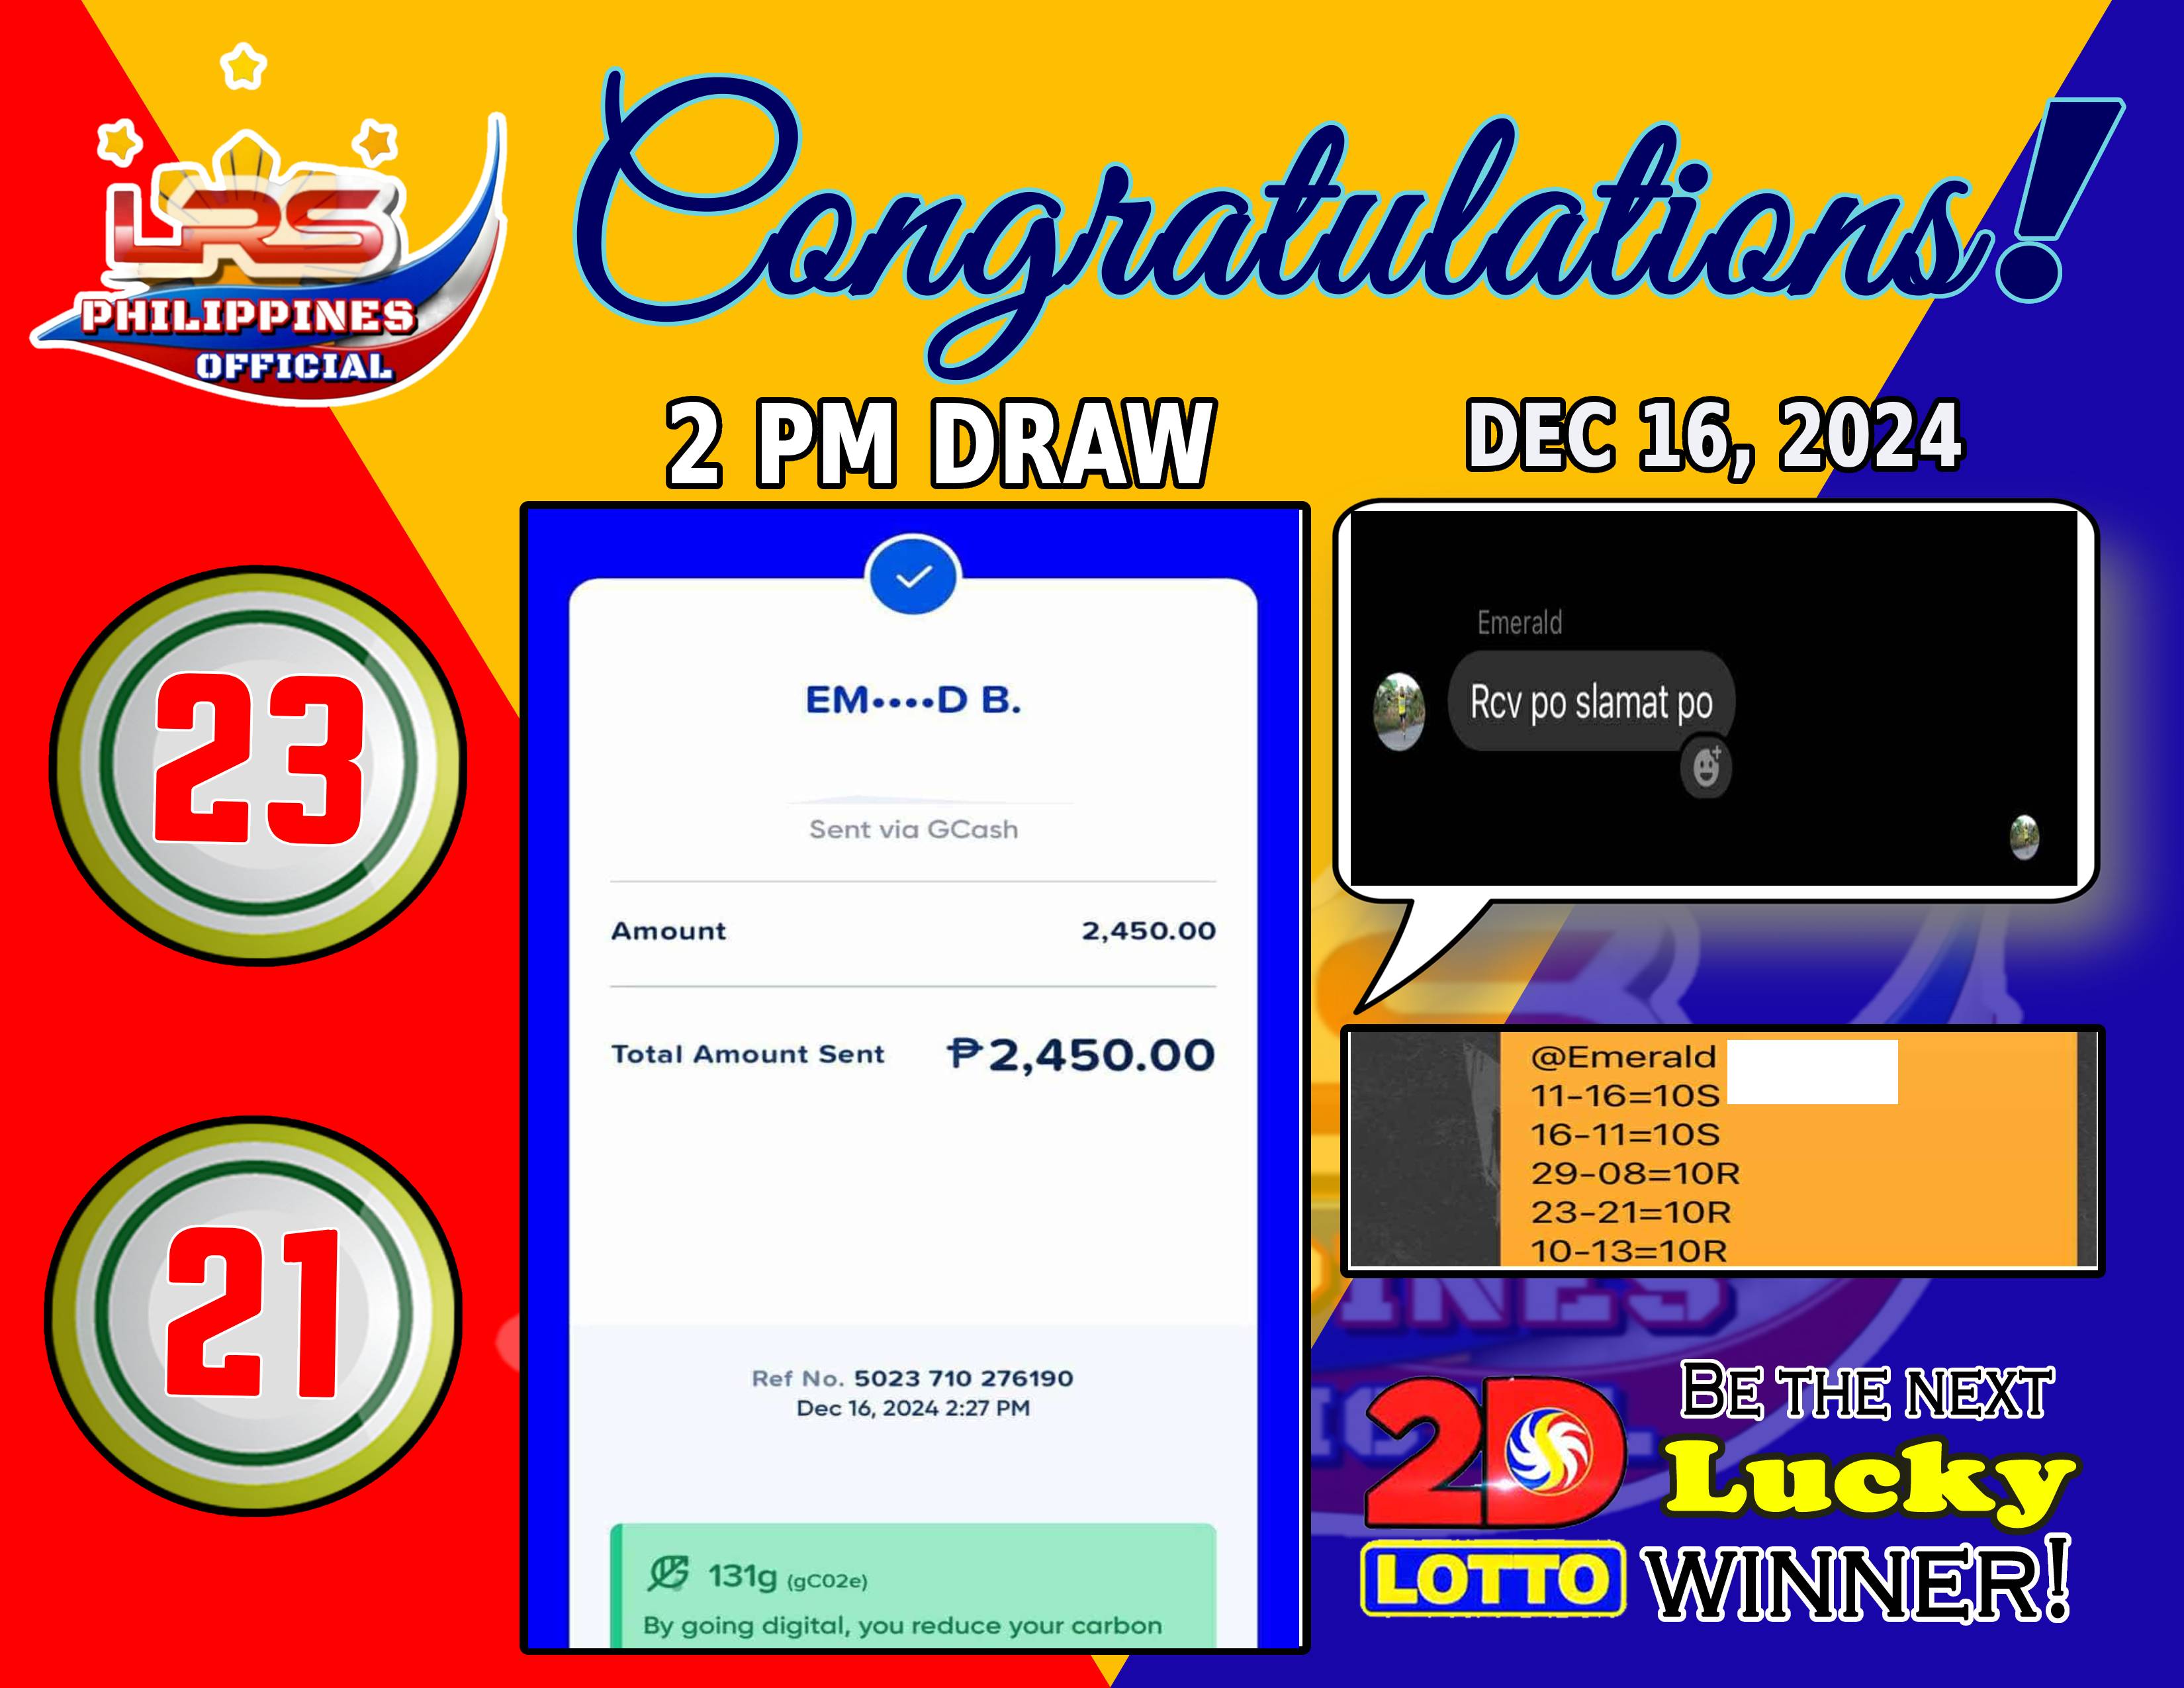 LRS
PHILIPPINES
OFFICIAL
Congratulations!
2 PM DRAW
DEC 16, 2024
23
21
EM••••D B.
Sent via GCash
Amount 2,450.00
Total Amount Sent ₱2,450.00
Ref No. 5023 710 276190
Dec 16, 2024 2:27 PM
131g (gC02e)
By going digital, you reduce your carbon
Emerald
Rcv po slamat po
@Emerald
11-16=10S
16-11=10S
29-08=10R
23-21=10R
10-13=10R
2D
LOTTO
BE THE NEXT
Lucky
WINNER!